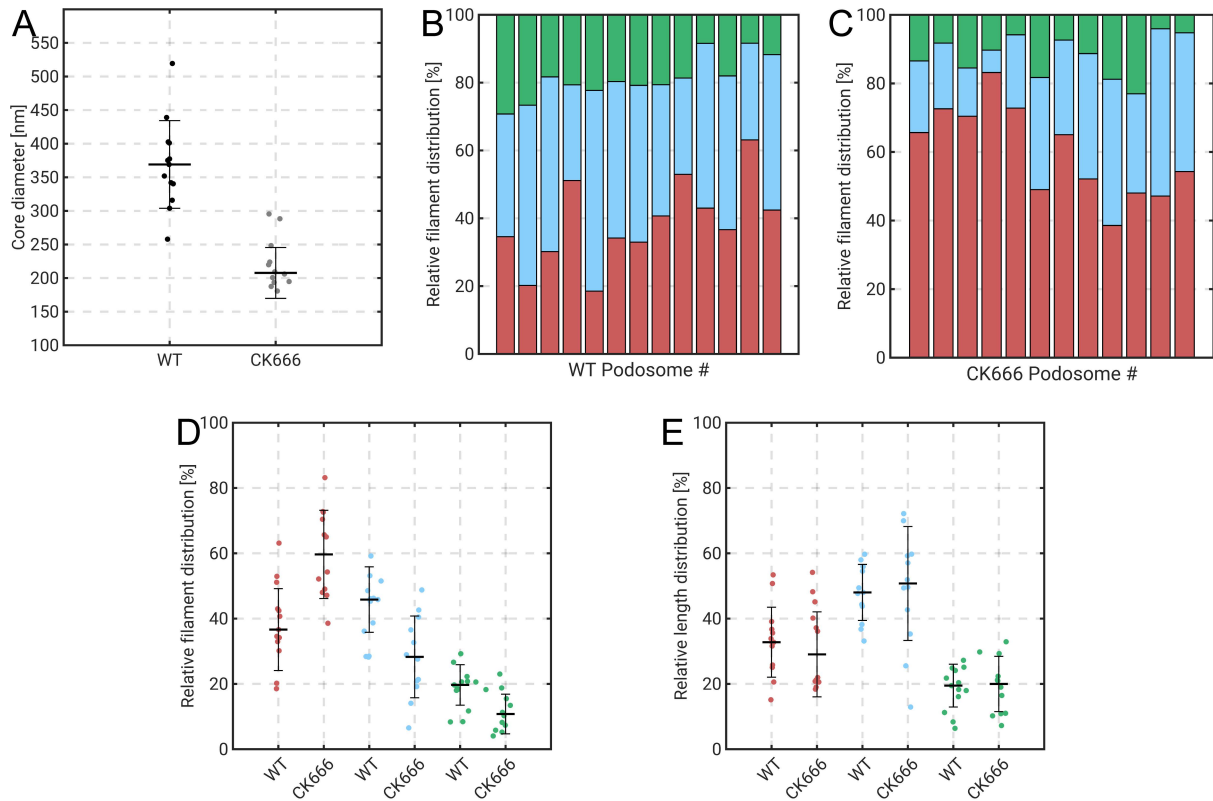 A
Core diameter [nm]
550
500
450
400
350
300
250
200
150
100
WT
CK666
B
Relative filament distribution [%]
100
80
60
40
20
0
WT Podosome #
C
Relative filament distribution [%]
100
80
60
40
20
0
CK666 Podosome #
D
Relative filament distribution [%]
100
80
60
40
20
0
WT
CK666
WT
CK666
WT
CK666
E
Relative length distribution [%]
100
80
60
40
20
0
WT
CK666
WT
CK666
WT
CK666